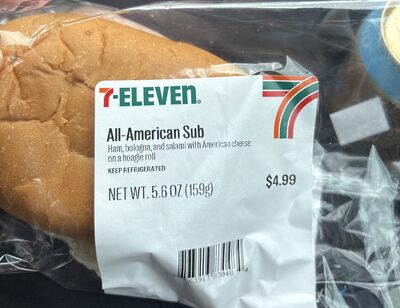 7-ELEVEN.
All-American Sub
Ham, bologna, and salami with American cheese
on a hoagie roll
KEEP REFRIGERATED
NET WT. 5.6 OZ (159g)
$4.99